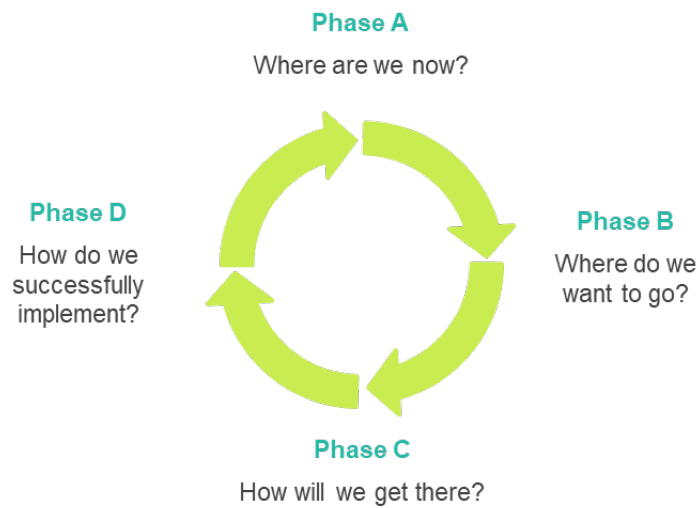 Phase A
Where are we now?
Phase B
Where do we
want to go?
Phase C
How will we get there?
Phase D
How do we
successfully
implement?